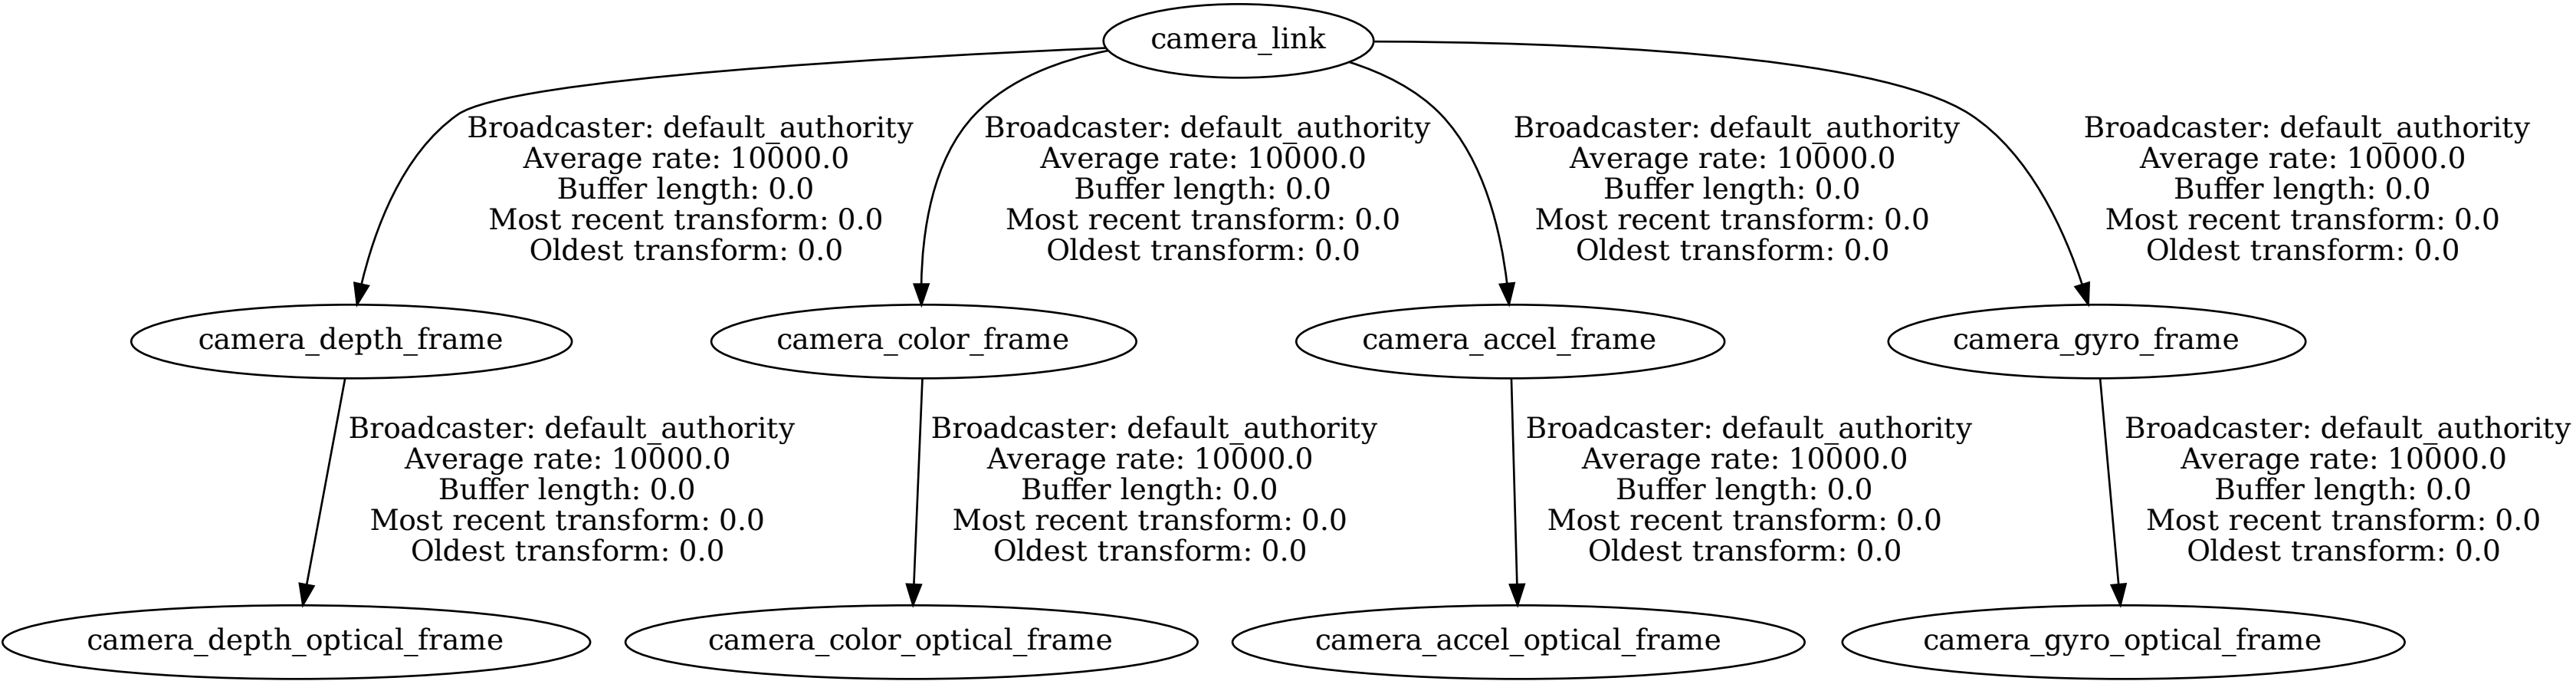 camera_link
Broadcaster: default_authority
Average rate: 10000.0
Buffer length: 0.0
Most recent transform: 0.0
Oldest transform: 0.0
Broadcaster: default_authority
Average rate: 10000.0
Buffer length: 0.0
Most recent transform: 0.0
Oldest transform: 0.0
Broadcaster: default_authority
Average rate: 10000.0
Buffer length: 0.0
Most recent transform: 0.0
Oldest transform: 0.0
Broadcaster: default_authority
Average rate: 10000.0
Buffer length: 0.0
Most recent transform: 0.0
Oldest transform: 0.0
camera_depth_frame
camera_color_frame
camera_accel_frame
camera_gyro_frame
Broadcaster: default_authority
Average rate: 10000.0
Buffer length: 0.0
Most recent transform: 0.0
Oldest transform: 0.0
Broadcaster: default_authority
Average rate: 10000.0
Buffer length: 0.0
Most recent transform: 0.0
Oldest transform: 0.0
Broadcaster: default_authority
Average rate: 10000.0
Buffer length: 0.0
Most recent transform: 0.0
Oldest transform: 0.0
Broadcaster: default_authority
Average rate: 10000.0
Buffer length: 0.0
Most recent transform: 0.0
Oldest transform: 0.0
camera_depth_optical_frame
camera_color_optical_frame
camera_accel_optical_frame
camera_gyro_optical_frame